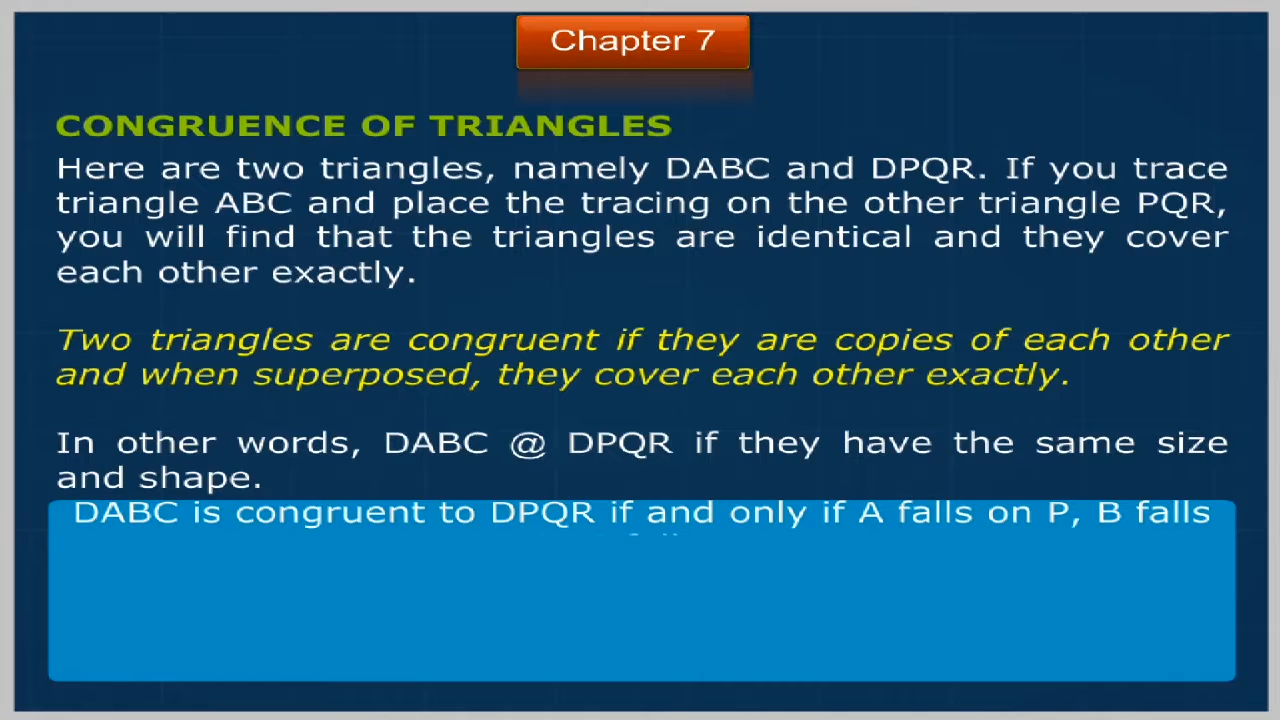 Chapter 7
CONGRUENCE OF TRIANGLES
Here are two triangles, namely DABC and DPQR. If you trace
triangle ABC and place the tracing on the other triangle PQR,
you will find that the triangles are identical and they cover
each other exactly.
Two triangles are congruent if they are copies of each other
and when superposed, they cover each other exactly.
In other words, DABC @ DPQR if they have the same size
and shape.
DABC is congruent to DPQR if and only if A falls on P, B falls